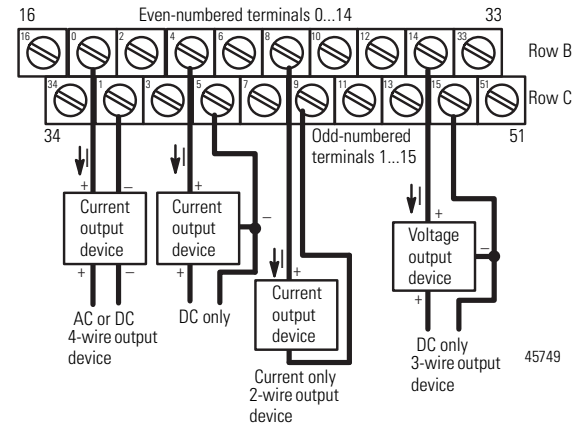 16 Even-numbered terminals 0...14 33
16 0 2 4 6 8 10 12 14 33
Row B
34 1 3 5 7 9 11 13 15 51
Row C
34 Odd-numbered 51
terminals 1...15
I I I I
+ – + – + + –
Current
output
device
Current
output
device
Current
output
device
Voltage
output
device
+ – + +
AC or DC
4-wire output
device
DC only
Current only
2-wire output
device
DC only
3-wire output
device
45749